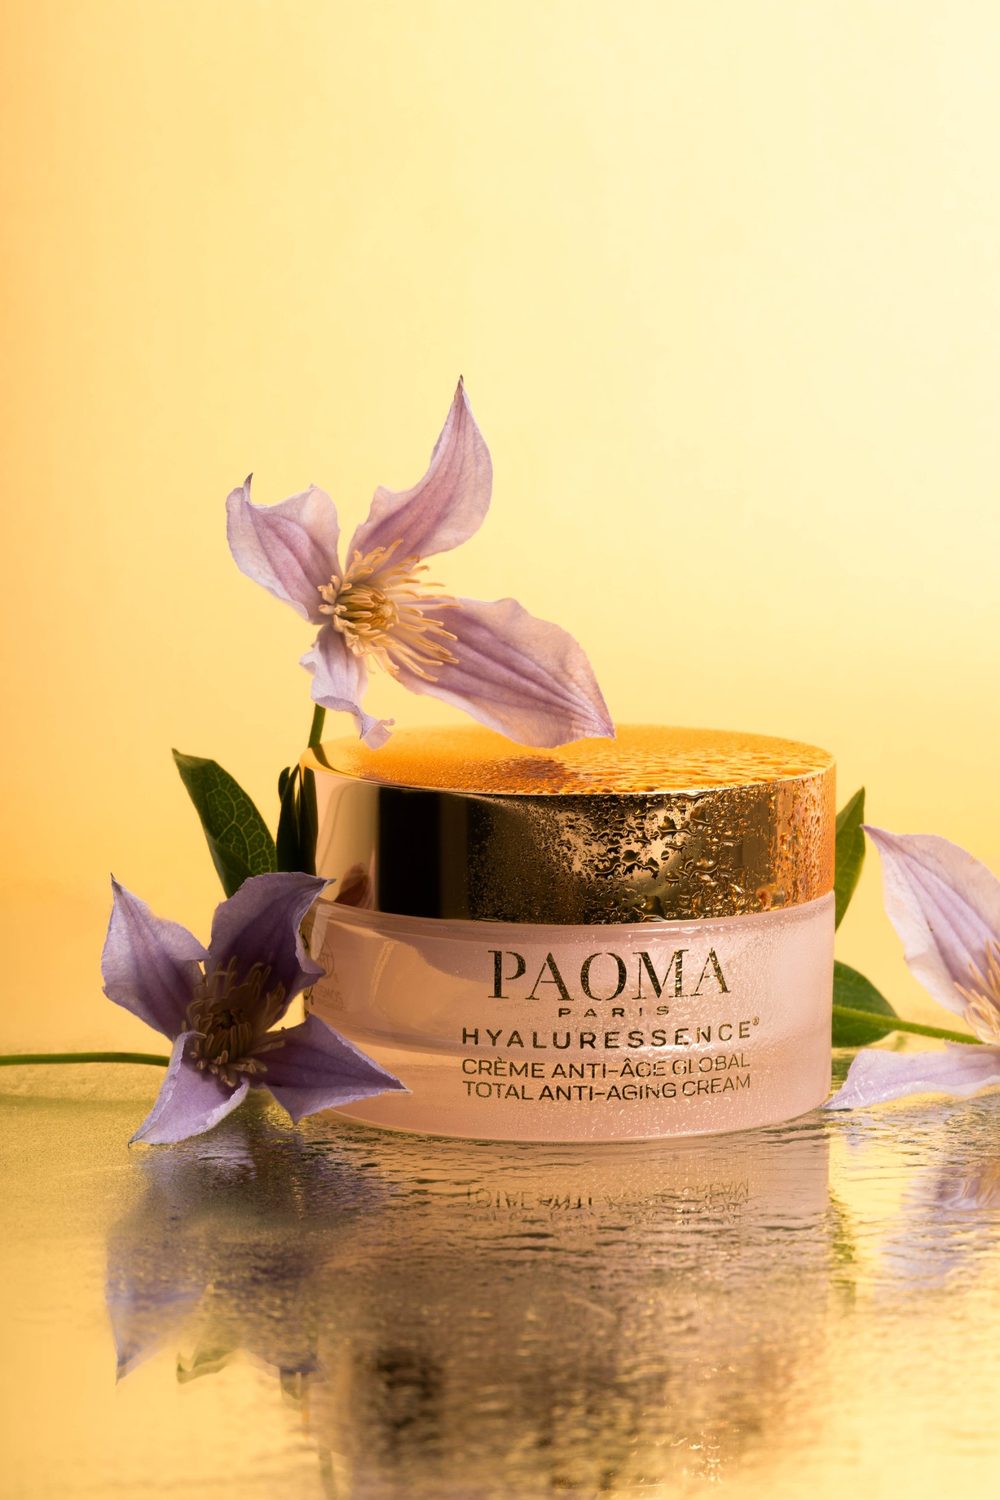 PAOMA
PARIS
HYALURESSENCE®
CRÈME ANTI-ÂGE GLOBAL
TOTAL ANTI-AGING CREAM